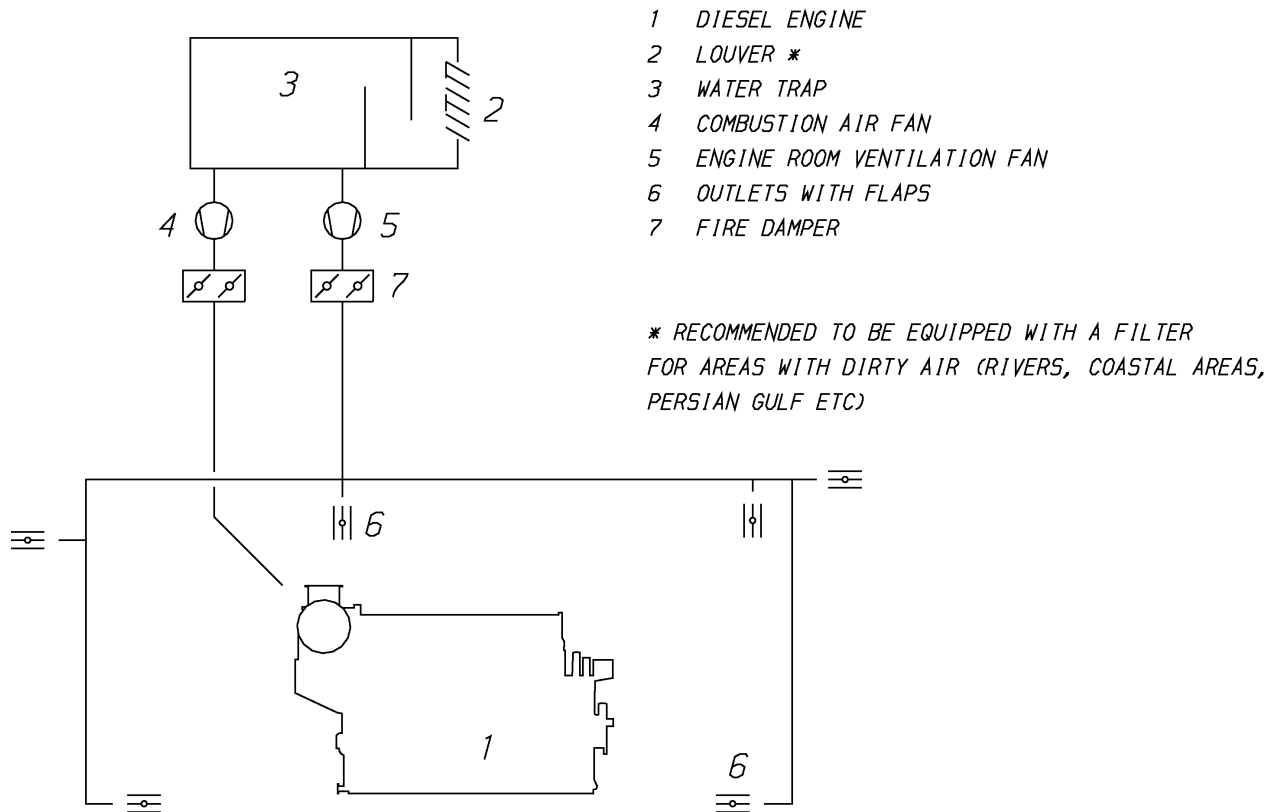 1 DIESEL ENGINE
2 LOUVER *
3 WATER TRAP
4 COMBUSTION AIR FAN
5 ENGINE ROOM VENTILATION FAN
6 OUTLETS WITH FLAPS
7 FIRE DAMPER
* RECOMMENDED TO BE EQUIPPED WITH A FILTER
FOR AREAS WITH DIRTY AIR (RIVERS, COASTAL AREAS,
PERSIAN GULF ETC)
3
2
4
5
7
6
1
6